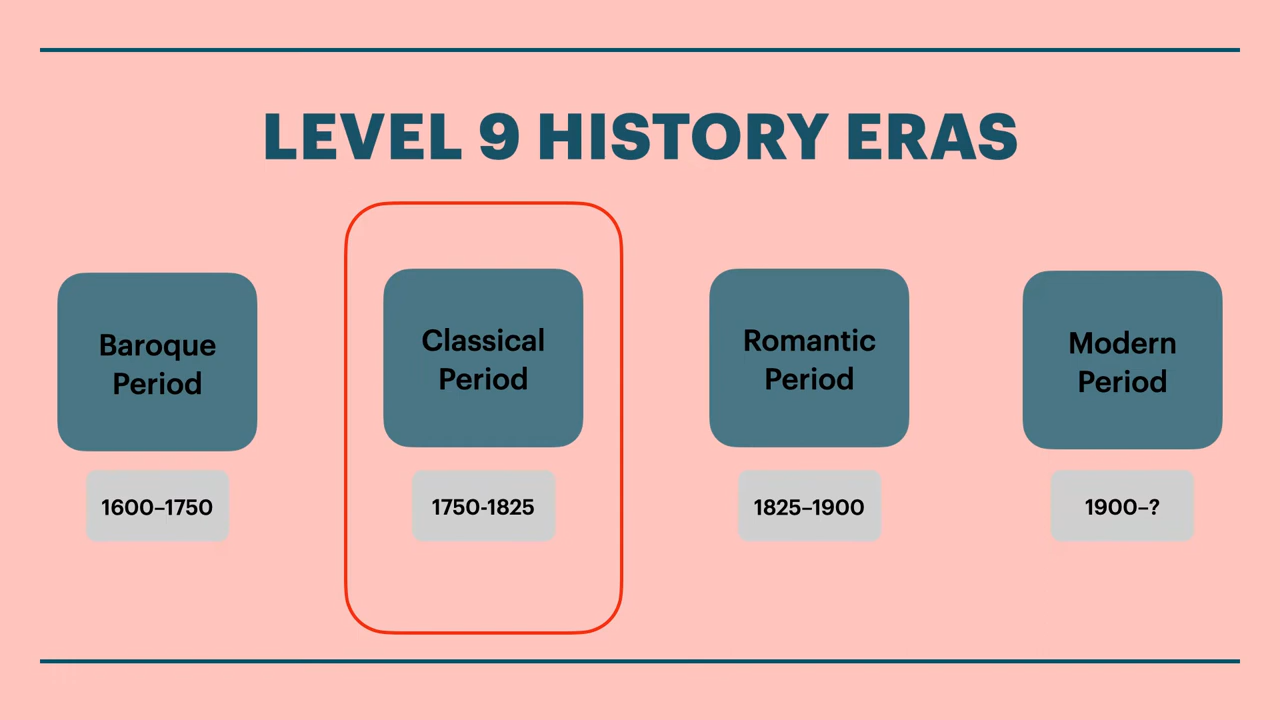 LEVEL 9 HISTORY ERAS
Baroque
Period
1600–1750
Classical
Period
1750-1825
Romantic
Period
1825–1900
Modern
Period
1900–?